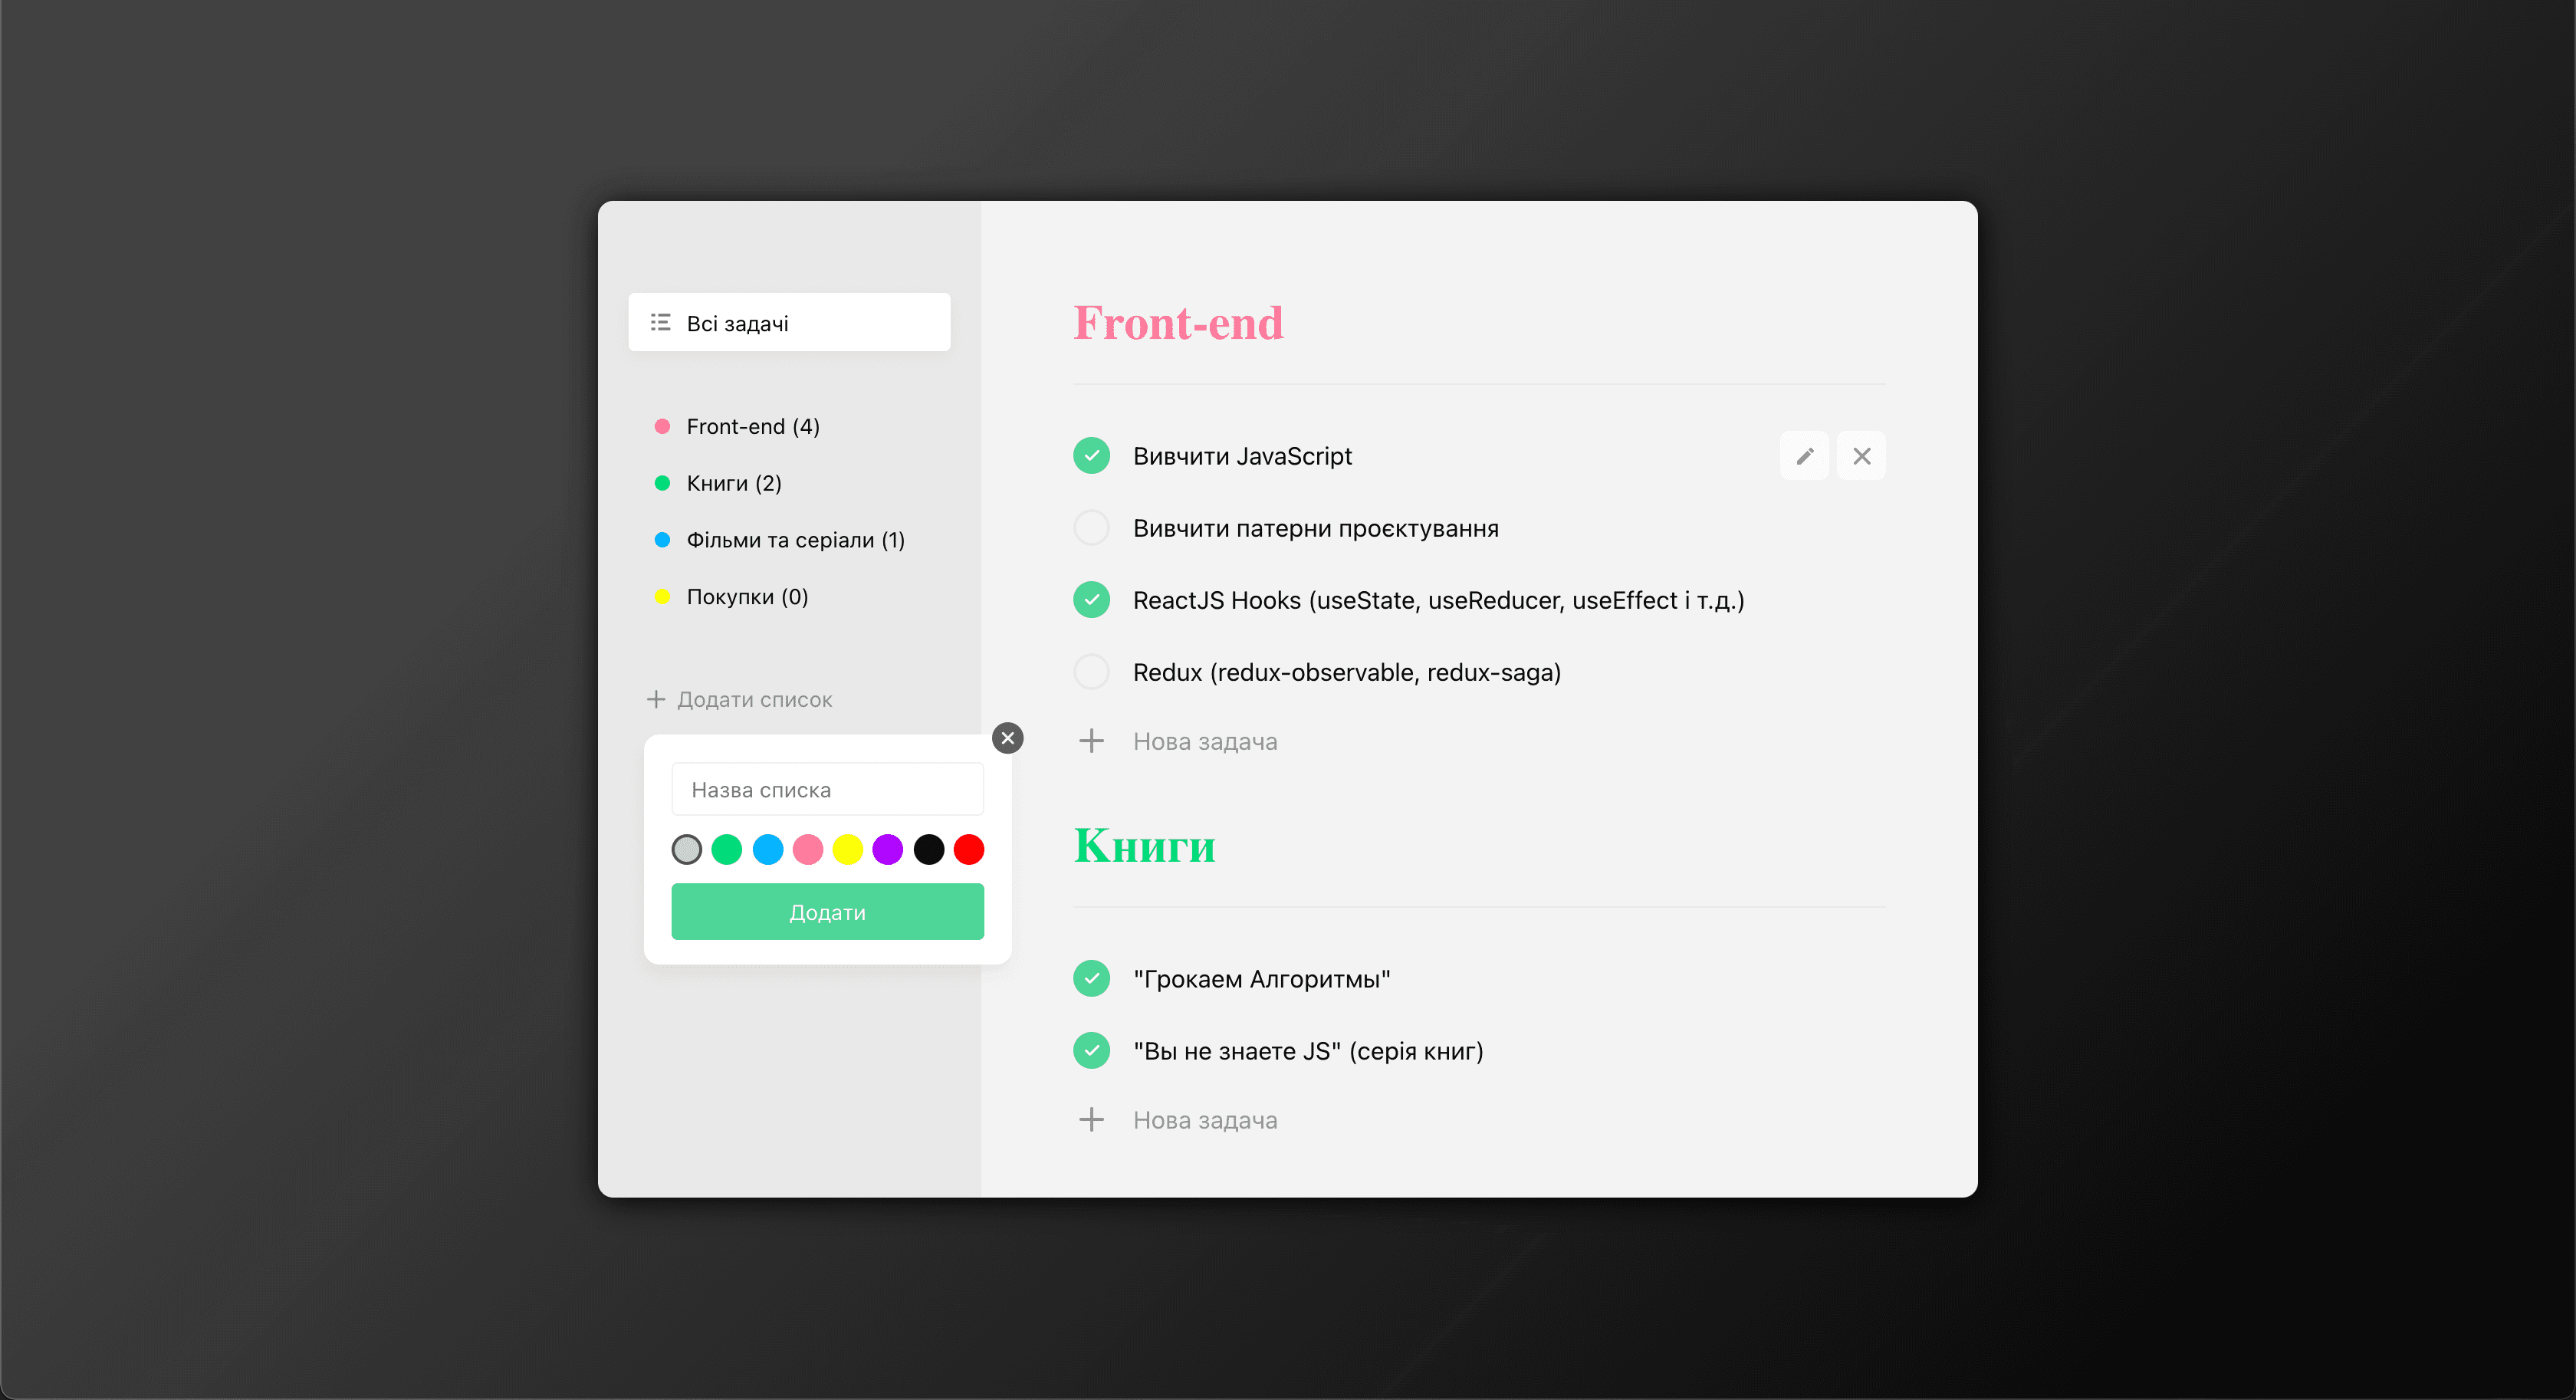 Всі задачі
Front-end (4)
Книги (2)
Фільми та серіали (1)
Покупки (0)
Додати список
Назва списка
Додати
Front-end
Вивчити JavaScript
Вивчити патерни проєктування
ReactJS Hooks (useState, useReducer, useEffect і т.д.)
Redux (redux-observable, redux-saga)
Нова задача
Книги
"Грокаем Алгоритмы"
"Вы не знаете JS" (серія книг)
Нова задача